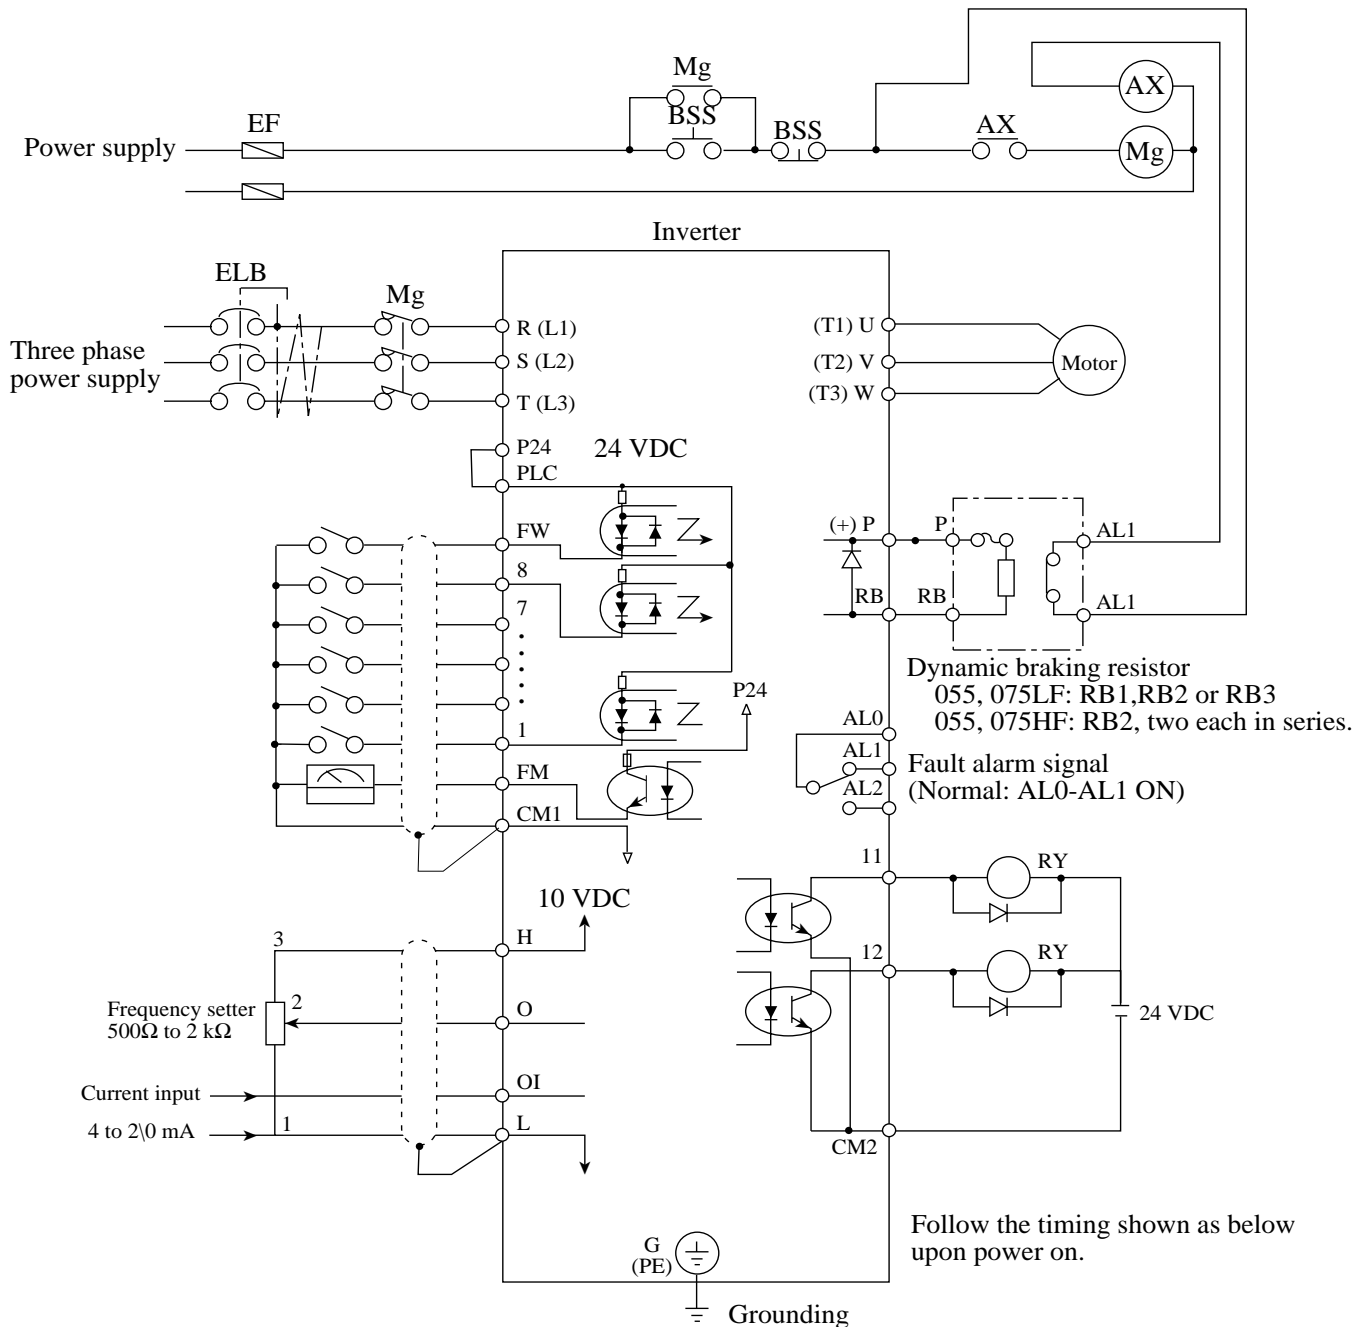 Mg
BSS
EF
BSS
AX
AX
Power supply
Mg
Inverter
ELB
Mg
R (L1)
(T1) U
Three phase
power supply
S (L2)
(T2) V
Motor
T (L3)
(T3) W
P24
24 VDC
PLC
FW
(+) P
P
AL1
8
7
RB
RB
AL1
Dynamic braking resistor
055, 075LF: RB1,RB2 or RB3
055, 075HF: RB2, two each in series.
P24
AL0
1
AL1
Fault alarm signal
(Normal: AL0-AL1 ON)
FM
AL2
CM1
11
RY
10 VDC
3
H
12
RY
Frequency setter
500Ω to 2 kΩ
2
O
24 VDC
Current input
OI
4 to 2\0 mA
1
L
CM2
Follow the timing shown as below
upon power on.
G
(PE)
Grounding